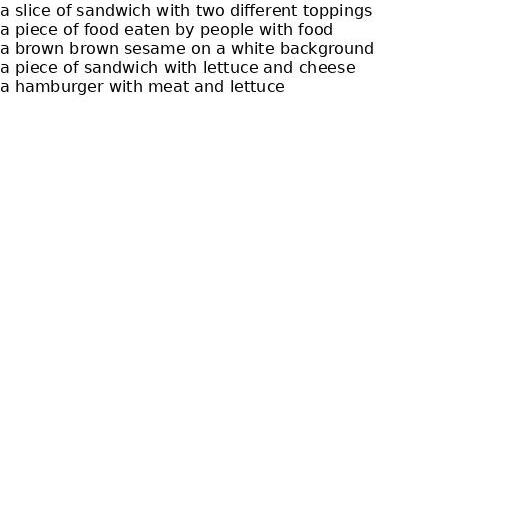 a slice of sandwich with two different toppings
a piece of food eaten by people with food
a brown brown sesame on a white background
a piece of sandwich with lettuce and cheese
a hamburger with meat and lettuce